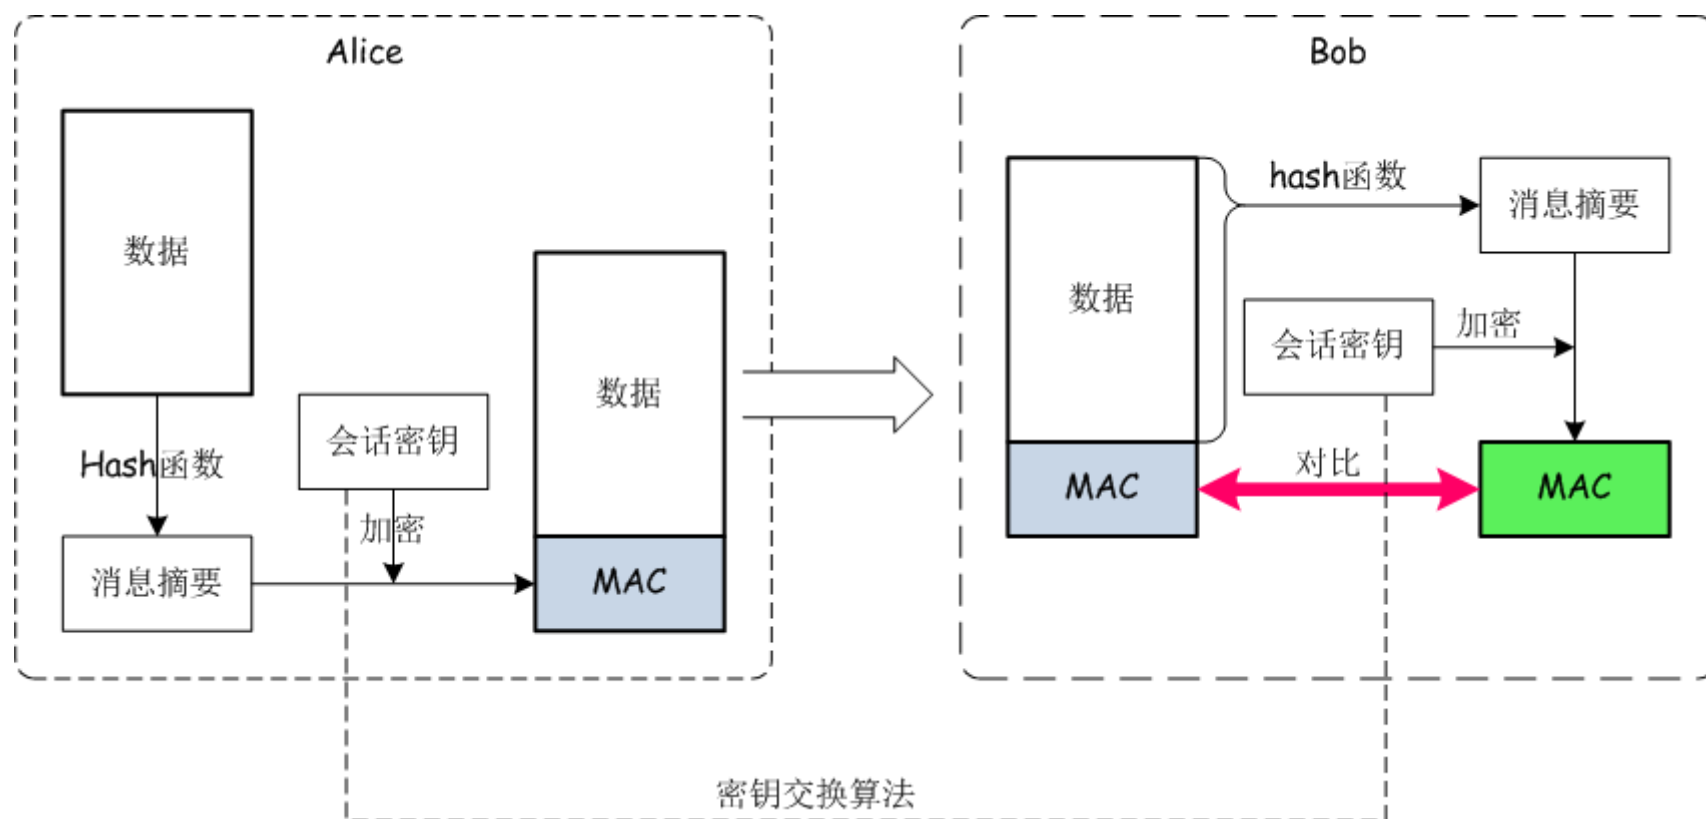 Alice
数据
Hash函数
会话密钥
加密
消息摘要
数据
MAC
Bob
数据
MAC
hash函数
消息摘要
会话密钥
加密
对比
MAC
密钥交换算法